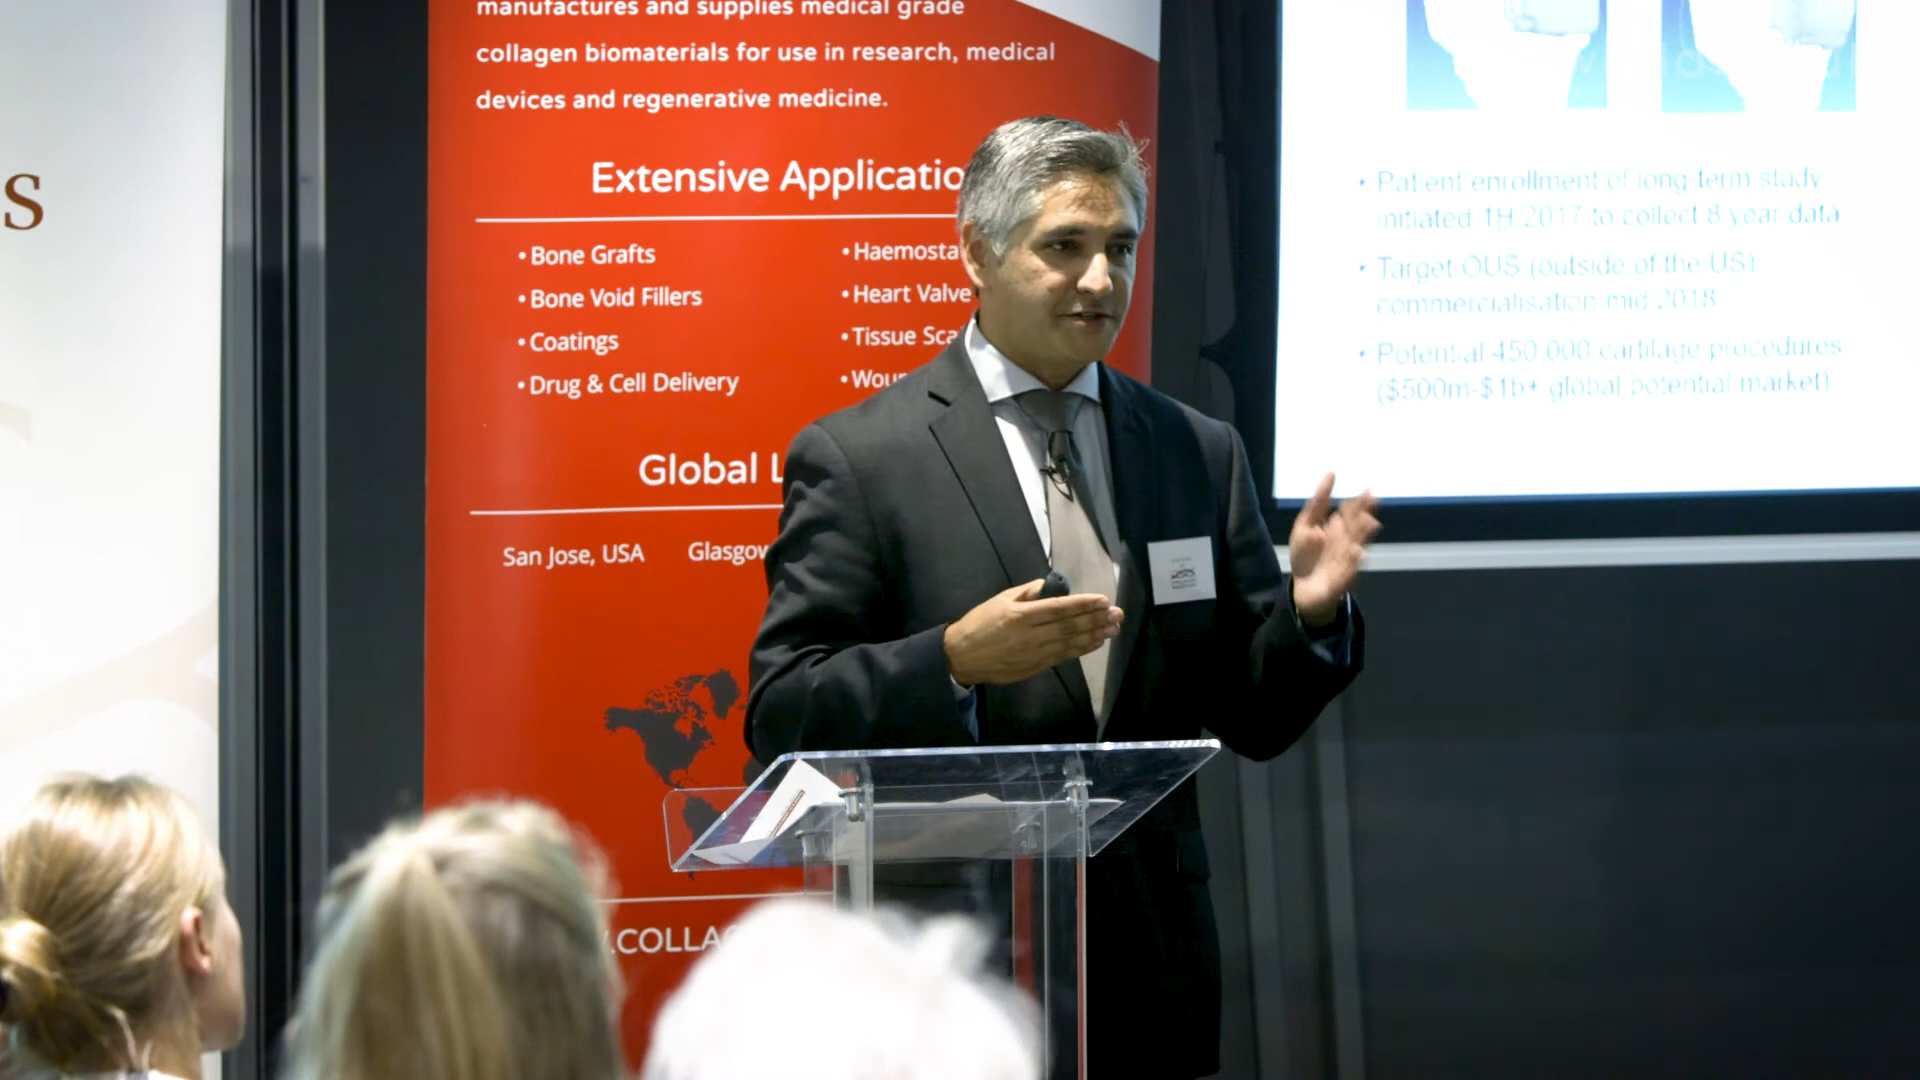 s
manufactures and supplies medical grade
collagen biomaterials for use in research, medical
devices and regenerative medicine.
Extensive Applicatio
• Bone Grafts
• Bone Void Fillers
• Coatings
• Drug & Cell Delivery
• Haemosta
• Heart Valve
• Tissue Sca
• Woun
Global L
San Jose, USA
Glasgow
.COLLAG
• Patient enrollment of long-term study
initiated 1H 2017 to collect 8 year data
• Target OUS (outside of the US)
commercialisation mid 2018
• Potential 450,000 cartilage procedures
($500m-$1b+ global potential market)